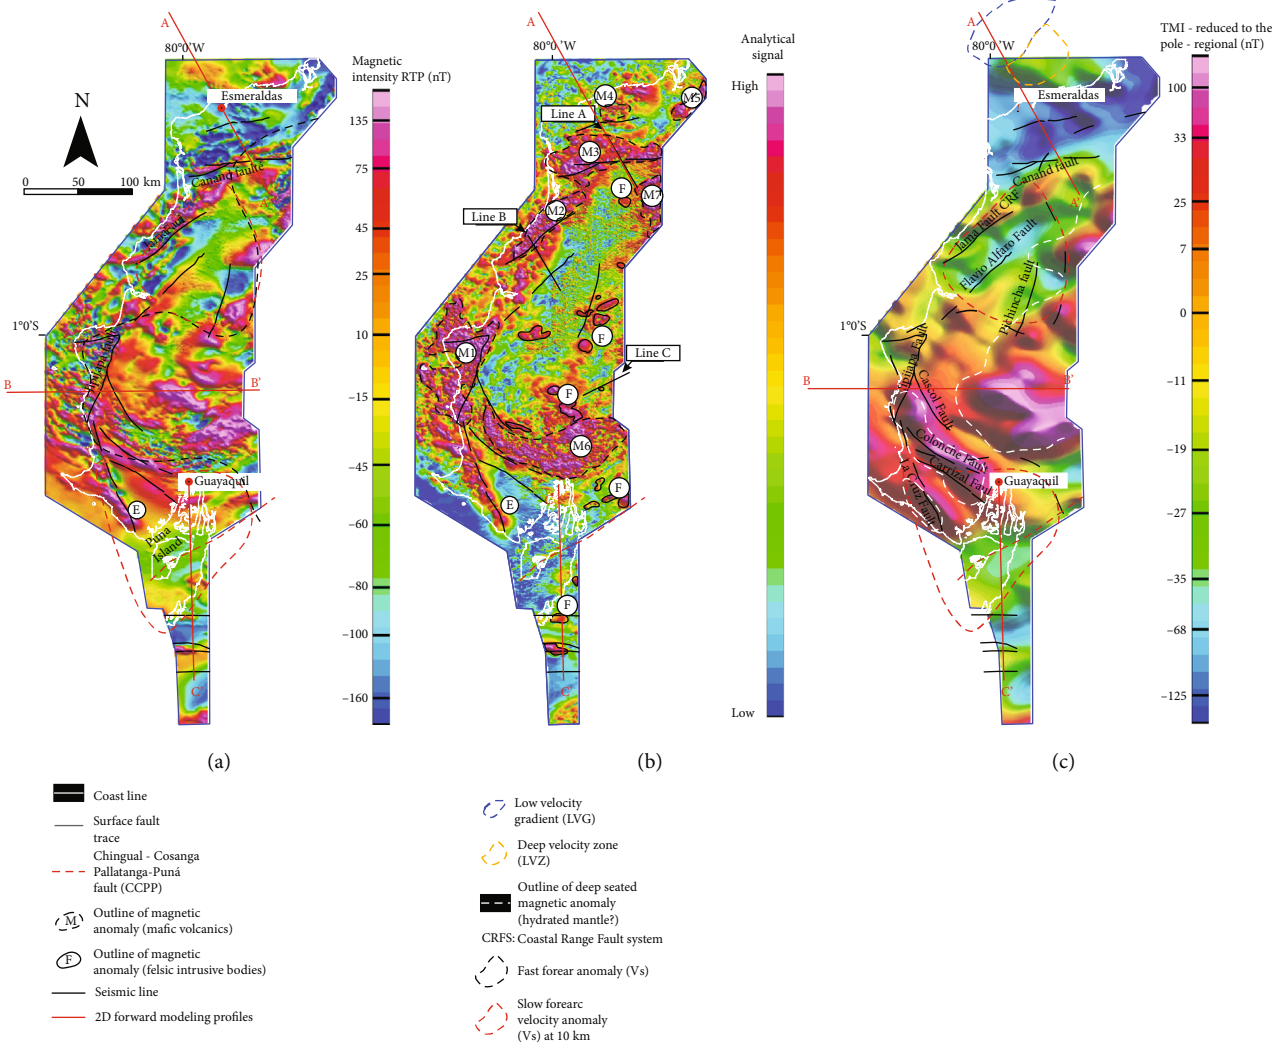 A
80°0′'W
N
0 50 100 km
Magnetic
intensity RTP (nT)
135
75
45
25
10
−15
−45
−60
−80
−100
−160
Esmeraldas
Canand faulte
1°0′S
B
B'
Guayaquil
E
Puna
Island
C'
(a)
A
80°0′ 'W
Analytical
signal
High
Low
M4
M5
Line A
M3
F
M7
M2
Line B
F
M1
Line C
F
M6
F
E
F
C'
(b)
A
80°0′ 'W
TMI - reduced to the
pole - regional (nT)
100
33
25
7
0
−11
−19
−27
−35
−68
−125
Esmeraldas
Canand fault
Jama Fault CRF
A'
Flavio Alfaro Fault
Pichincha fault
1°0′S
B
B'
Cascol Fault
Colonche Fault
Carrizal Fault
La Cruz Fault
Guayaquil
C'
(c)
Coast line
Surface fault
trace
Chingual - Cosanga
Pallatanga-Puná
fault (CCPP)
M
Outline of magnetic
anomaly (mafic volcanics)
F
Outline of magnetic
anomaly (felsic intrusive bodies)
Seismic line
2D forward modeling profiles
Low velocity
gradient (LVG)
Deep velocity zone
(LVZ)
Outline of deep seated
magnetic anomaly
(hydrated mantle?)
CRFS: Coastal Range Fault system
Fast forear anomaly (Vs)
Slow forearc
velocity anomaly
(Vs) at 10 km